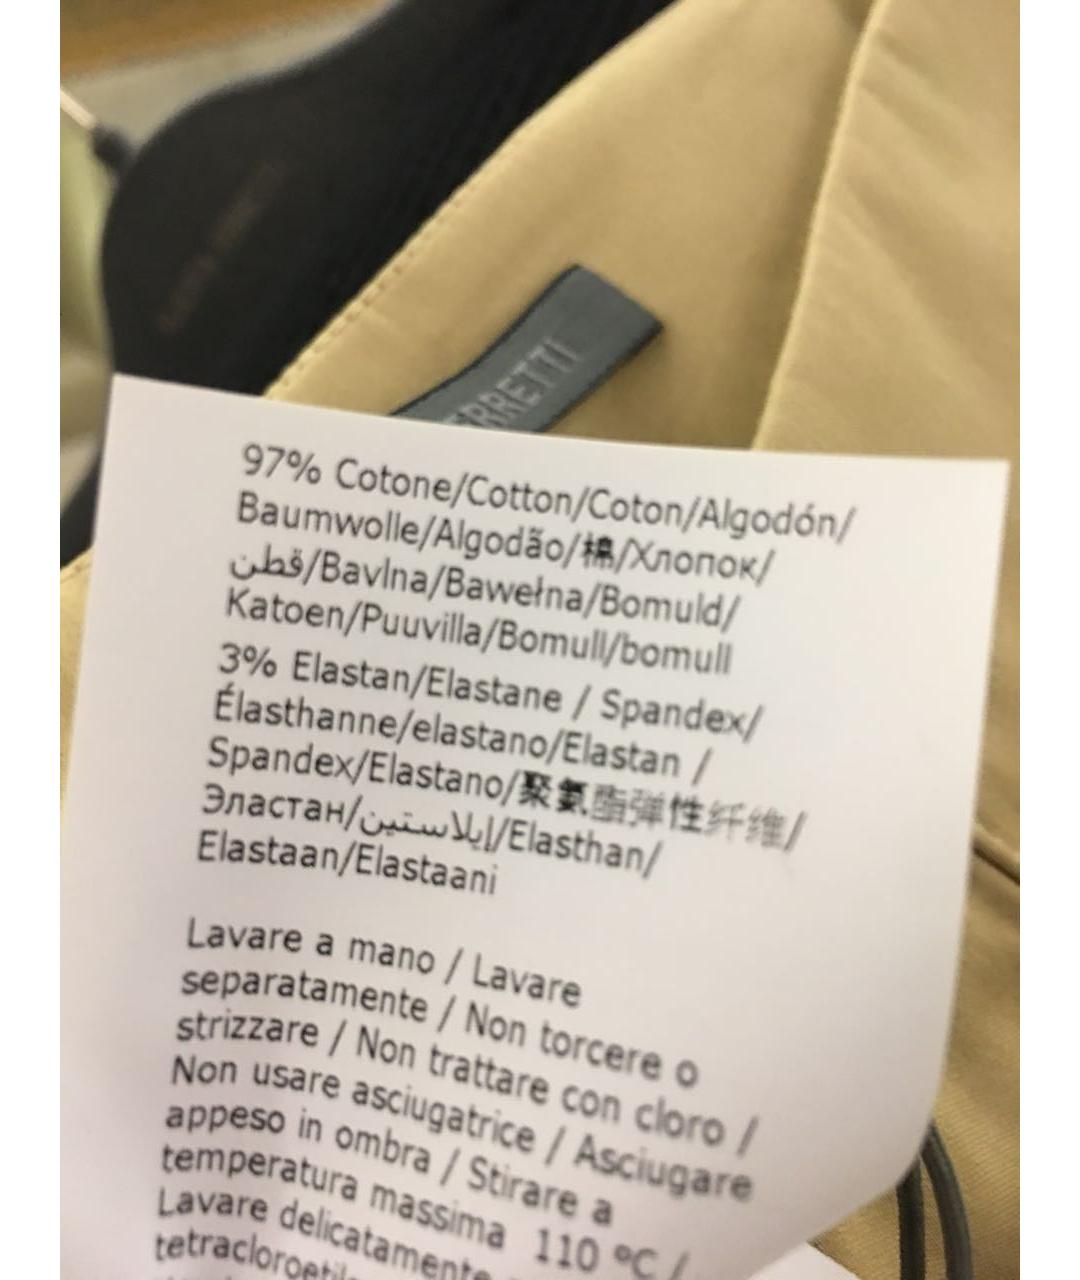 ERRETTI
97% Cotone/Cotton/Coton/Algodón/
Baumwolle/Algodão/棉/Хлопок/
قطن/Bavlna/Bawełna/Bomuld/
Katoen/Puuvilla/Bomull/bomull
3% Elastan/Elastane / Spandex/
Élasthanne/elastano/Elastan /
Spandex/Elastano/聚氨酯弹性纤维/
Эластан/إيلاستين/Elasthan/
Elastaan/Elastaani
Lavare a mano / Lavare
separatamente / Non torcere o
strizzare / Non trattare con cloro /
Non usare asciugatrice / Asciugare
appeso in ombra / Stirare a
temperatura massima 110 ºC /
Lavare delicatamente
tetracloroetil